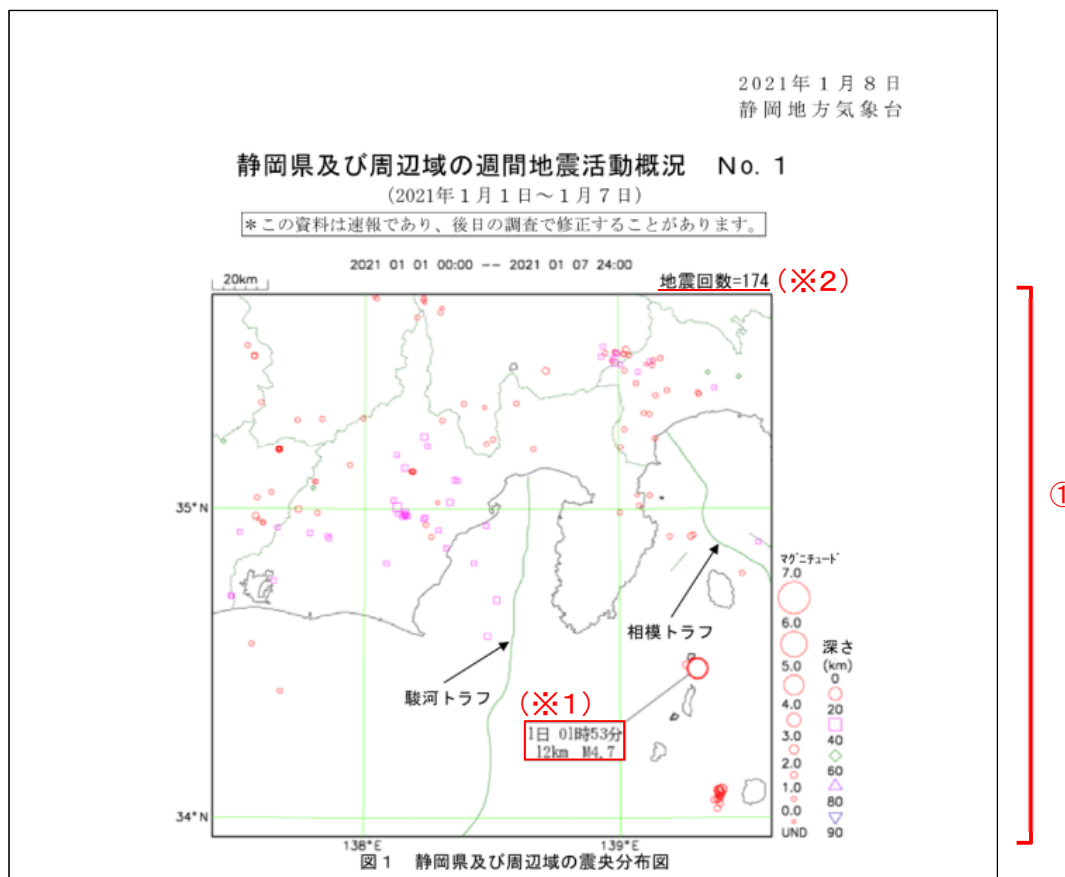 2021年1月8日
静岡地方気象台
静岡県及び周辺域の週間地震活動概況 No. 1
(2021年1月1日～1月7日)
＊この資料は速報であり、後日の調査で修正することがあります。
2021 01 01 00:00 -- 2021 01 07 24:00
20km
地震回数=174
(※2)
①
35°N
マグニチュード
7.0
6.0
5.0
4.0
3.0
2.0
1.0
0.0
UND
深さ
(km)
0
20
40
60
80
90
相模トラフ
駿河トラフ
(※1)
1日 01時53分
12km M4.7
34°N
138°E
139°E
図1 静岡県及び周辺域の震央分布図